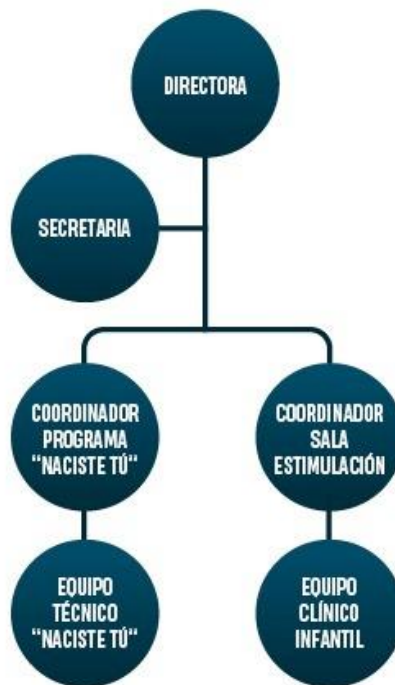 DIRECTORA
SECRETARIA
COORDINADOR
PROGRAMA
“NACISTE TÚ“
COORDINADOR
SALA
ESTIMULACIÓN
EQUIPO
TÉCNICO
“NACISTE TÚ“
EQUIPO
CLÍNICO
INFANTIL